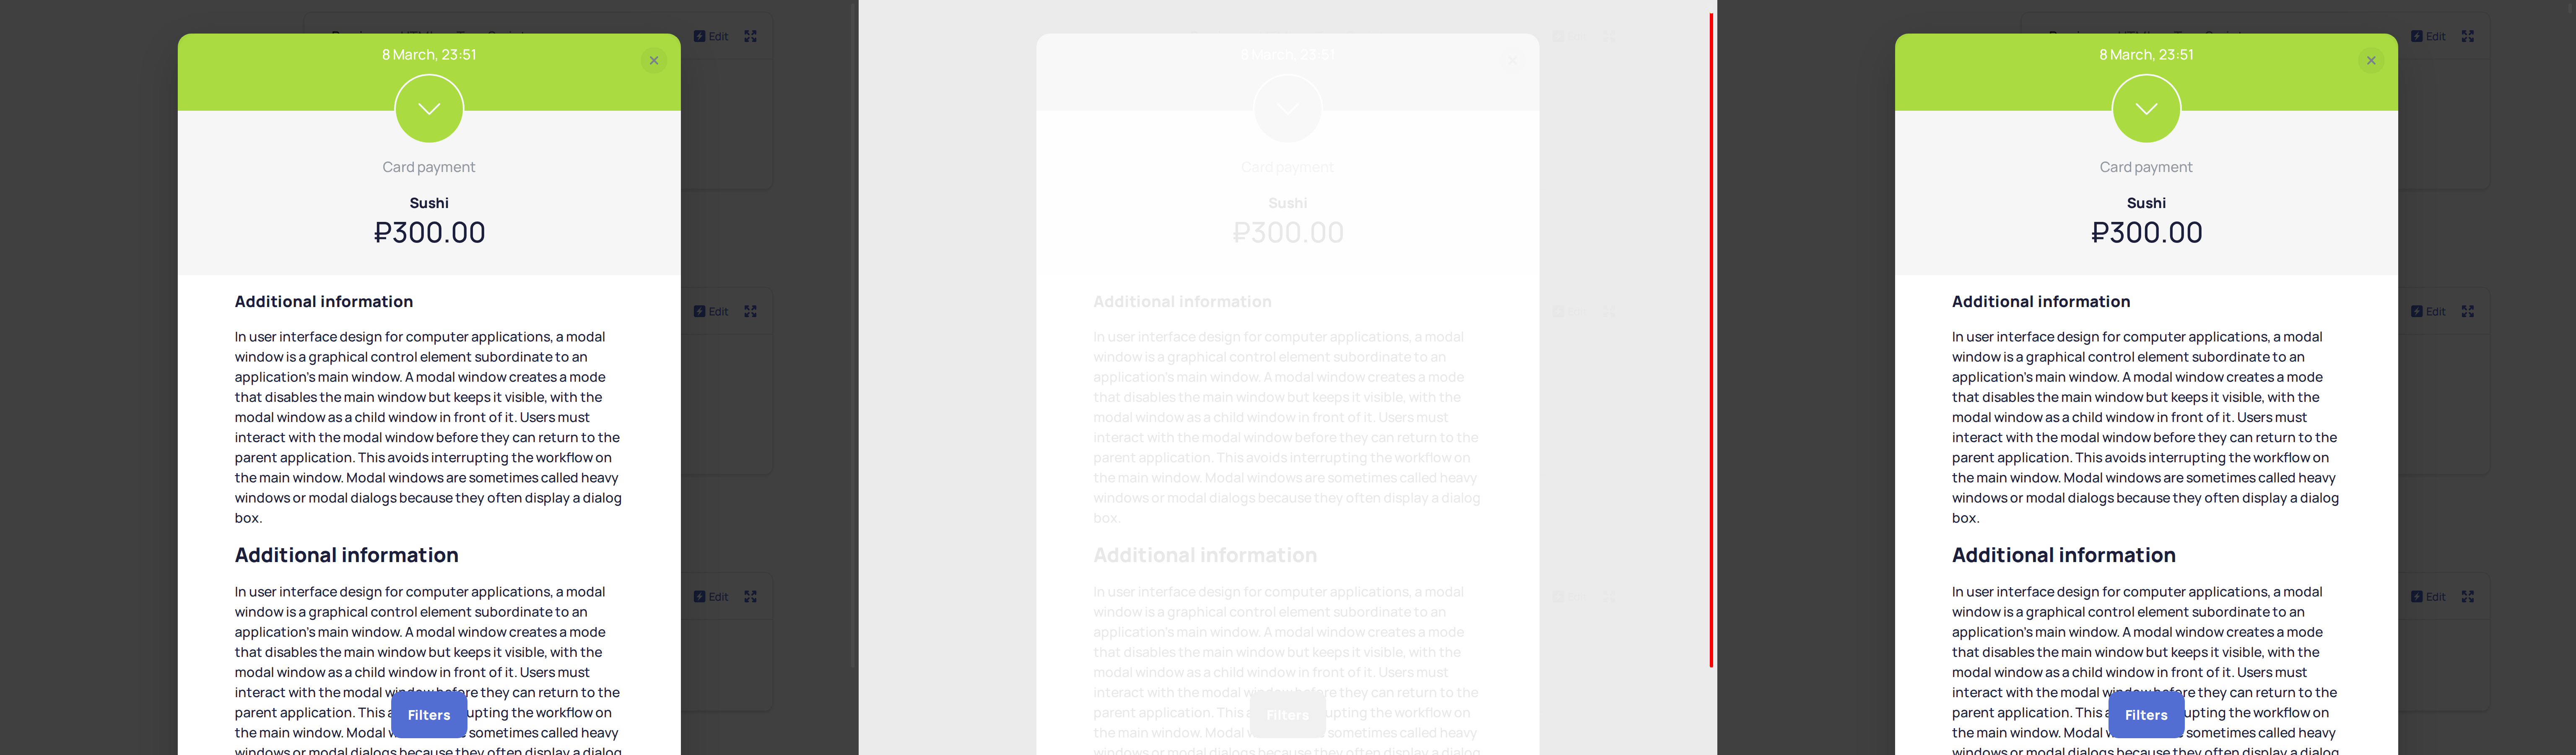 Edit
8 March, 23:51
Card payment
Sushi
₽300.00
Edit
Additional information
In user interface design for computer applications, a modal
window is a graphical control element subordinate to an
application's main window. A modal window creates a mode
that disables the main window but keeps it visible, with the
modal window as a child window in front of it. Users must
interact with the modal window before they can return to the
parent application. This avoids interrupting the workflow on
the main window. Modal windows are sometimes called heavy
windows or modal dialogs because they often display a dialog
box.
Additional information
In user interface design for computer applications, a modal
Edit
window is a graphical control element subordinate to an
application's main window. A modal window creates a mode
that disables the main window but keeps it visible, with the
modal window as a child window in front of it. Users must
interact with the modal window before they can return to the
parent application. This upting the workflow on
Filters
the main window. Modal sometimes called heavy
windows or modal dialogs because they often display a dialog
8 March, 23:51
Card payment
Sushi
₽300.00
Additional information
In user interface design for computer applications, a modal
window is a graphical control element subordinate to an
application's main window. A modal window creates a mode
that disables the main window but keeps it visible, with the
modal window as a child window in front of it. Users must
interact with the modal window before they can return to the
parent application. This avoids interrupting the workflow on
the main window. Modal windows are sometimes called heavy
windows or modal dialogs because they often display a dialog
box.
Additional information
In user interface design for computer applications, a modal
window is a graphical control element subordinate to an
application's main window. A modal window creates a mode
that disables the main window but keeps it visible, with the
modal window as a child window in front of it. Users must
interact with the modal window before they can return to the
parent application. This upting the workflow on
Filters
the main window. Modal sometimes called heavy
windows or modal dialogs because they often display a dialog
Edit
8 March, 23:51
Card payment
Sushi
₽300.00
Edit
Additional information
In user interface design for computer applications, a modal
window is a graphical control element subordinate to an
application's main window. A modal window creates a mode
that disables the main window but keeps it visible, with the
modal window as a child window in front of it. Users must
interact with the modal window before they can return to the
parent application. This avoids interrupting the workflow on
the main window. Modal windows are sometimes called heavy
windows or modal dialogs because they often display a dialog
box.
Additional information
In user interface design for computer applications, a modal
Edit
window is a graphical control element subordinate to an
application's main window. A modal window creates a mode
that disables the main window but keeps it visible, with the
modal window as a child window in front of it. Users must
interact with the modal window before they can return to the
parent application. This upting the workflow on
Filters
the main window. Modal sometimes called heavy
windows or modal dialogs because they often display a dialog